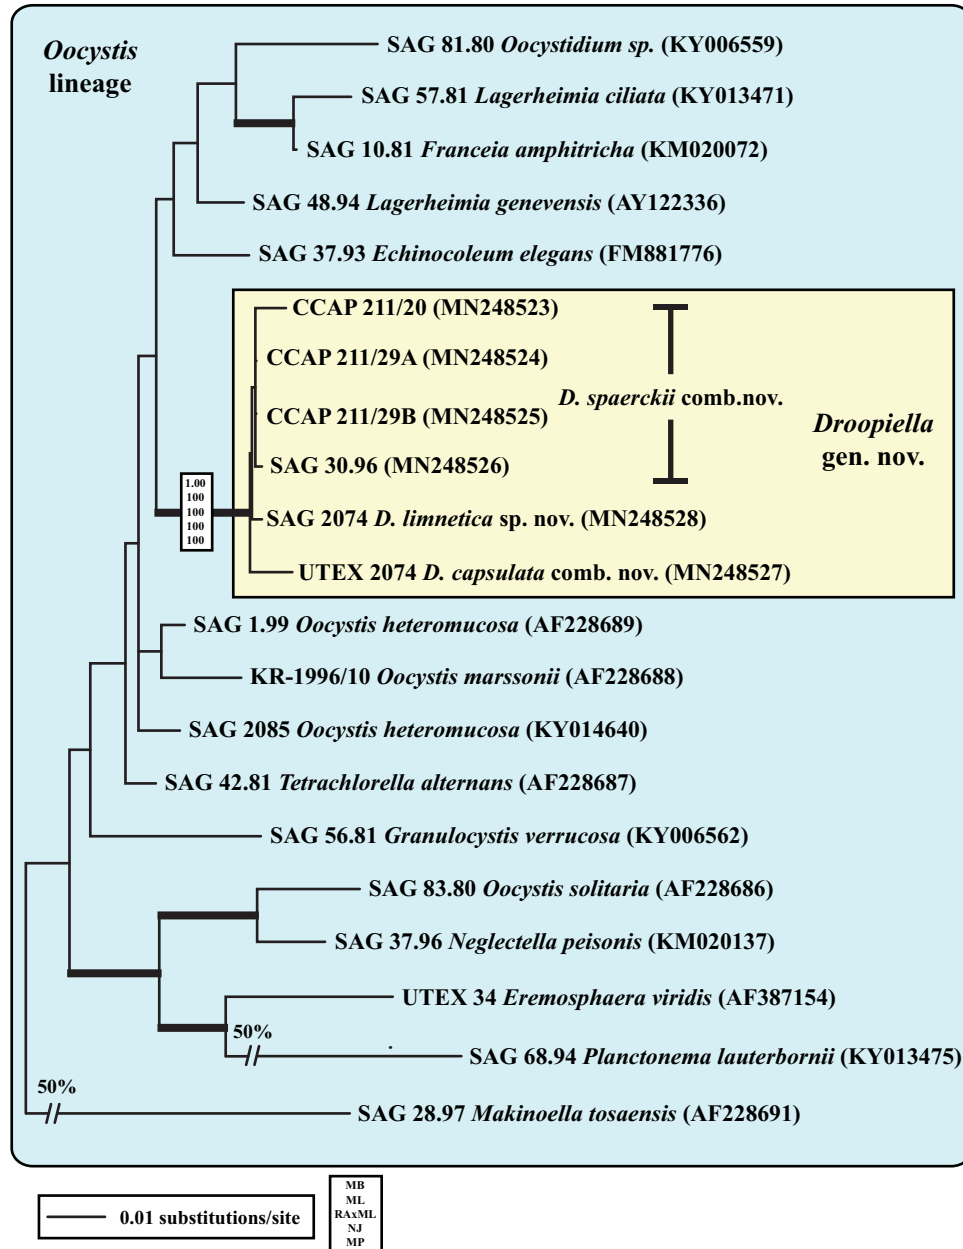 Oocystis
lineage
SAG 81.80 Oocystidium sp. (KY006559)
SAG 57.81 Lagerheimia ciliata (KY013471)
SAG 10.81 Franceia amphitricha (KM020072)
SAG 48.94 Lagerheimia genevensis (AY122336)
SAG 37.93 Echinocoleum elegans (FM881776)
CCAP 211/20 (MN248523)
CCAP 211/29A (MN248524)
D. spaerckii comb.nov.
CCAP 211/29B (MN248525)
Droopiella
gen. nov.
SAG 30.96 (MN248526)
1.00
100
100
100
100
SAG 2074 D. limnetica sp. nov. (MN248528)
UTEX 2074 D. capsulata comb. nov. (MN248527)
SAG 1.99 Oocystis heteromucosa (AF228689)
KR-1996/10 Oocystis marssonii (AF228688)
SAG 2085 Oocystis heteromucosa (KY014640)
SAG 42.81 Tetrachlorella alternans (AF228687)
SAG 56.81 Granulocystis verrucosa (KY006562)
SAG 83.80 Oocystis solitaria (AF228686)
SAG 37.96 Neglectella peisonis (KM020137)
UTEX 34 Eremosphaera viridis (AF387154)
50%
SAG 68.94 Planctonema lauterbornii (KY013475)
50%
SAG 28.97 Makinoella tosaensis (AF228691)
0.01 substitutions/site
MB
ML
RAxML
NJ
MP